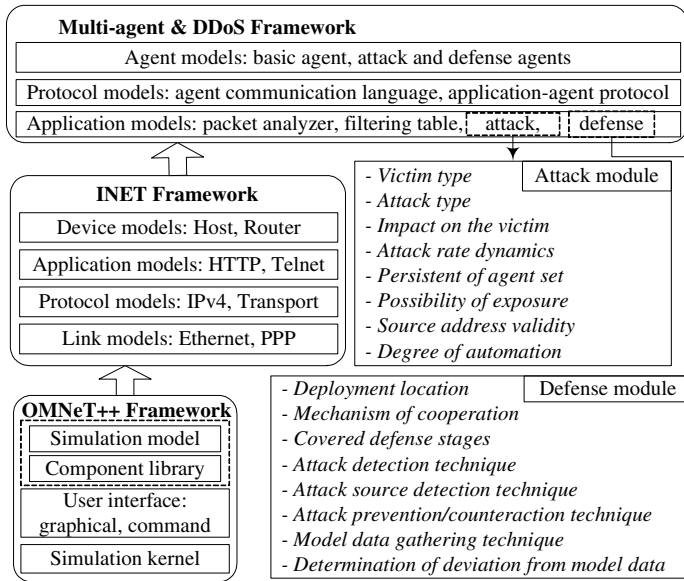 Multi-agent & DDoS Framework
Agent models: basic agent, attack and defense agents
Protocol models: agent communication language, application-agent protocol
Application models: packet analyzer, filtering table, attack, defense
INET Framework
Device models: Host, Router
Application models: HTTP, Telnet
Protocol models: IPv4, Transport
Link models: Ethernet, PPP
Attack module
- Victim type
- Attack type
- Impact on the victim
- Attack rate dynamics
- Persistent of agent set
- Possibility of exposure
- Source address validity
- Degree of automation
OMNeT++ Framework
Simulation model
Component library
User interface:
graphical, command
Simulation kernel
Defense module
- Deployment location
- Mechanism of cooperation
- Covered defense stages
- Attack detection technique
- Attack source detection technique
- Attack prevention/counteraction technique
- Model data gathering technique
- Determination of deviation from model data